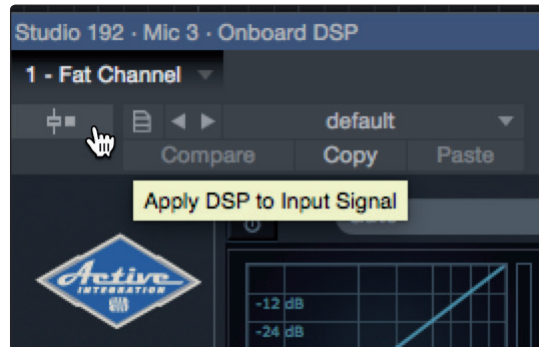 Studio 192 · Mic 3 · Onboard DSP
1 - Fat Channel
default
Compare Copy Paste
Apply DSP to Input Signal
Active
INTEGRATION
-12 dB
-24 dB